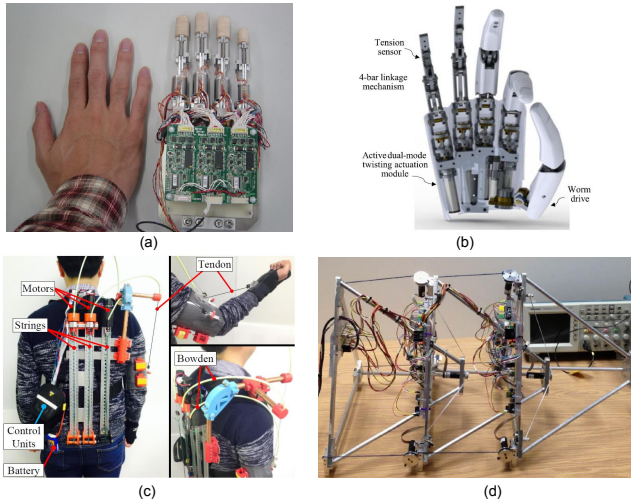 Tension
sensor
4-bar linkage
mechanism
Active dual-mode
twisting actuation
module
Worm
drive
(a)
(b)
Motors
Strings
Control
Units
Battery
Tendon
Bowden
(c)
(d)